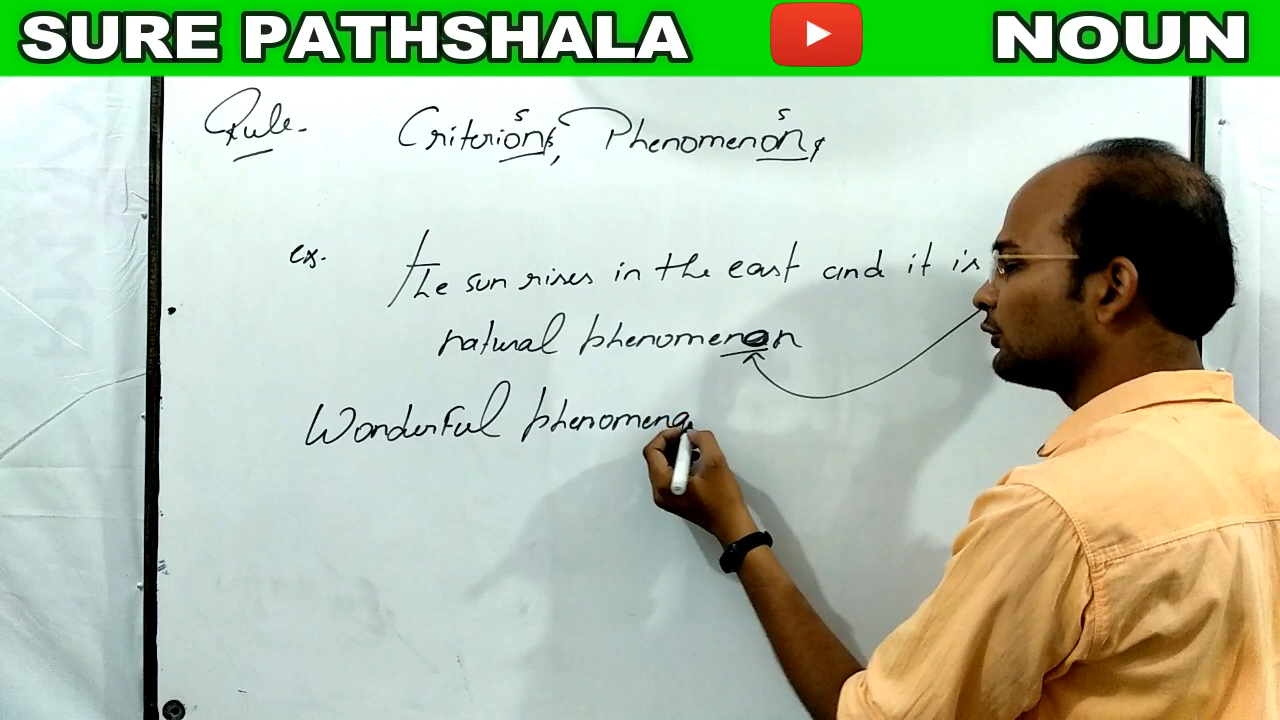 SURE PATHSHALA NOUN
Rule- Criterions, Phenomenons
s s
ex. The sun rises in the east and it is
natural phenomenon
Wonderful phenomena